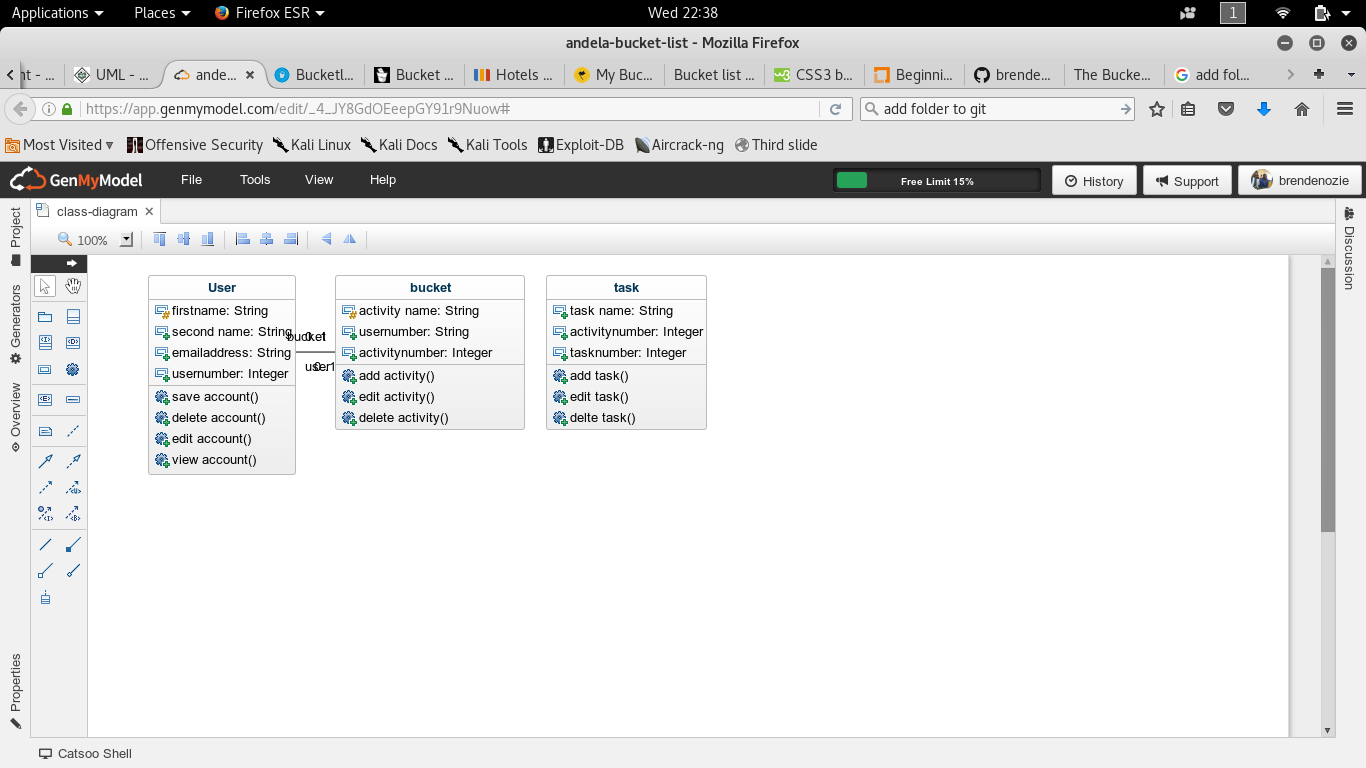 Applications Places Firefox ESR Wed 22:38 1
andela-bucket-list - Mozilla Firefox
nt - ... UML - ... ande... Bucketl... Bucket ... Hotels ... My Buc... Bucket list ... CSS3 b... Beginni... brende... The Bucke... add fol...
https://app.genmymodel.com/edit/_4_JY8GdOEeepGY91r9Nuow# add folder to git
Most Visited Offensive Security Kali Linux Kali Docs Kali Tools Exploit-DB Aircrack-ng Third slide
GenMyModel File Tools View Help Free Limit 15% History Support brendenozie
class-diagram
100%
Project
Generators
Overview
Properties
Discussion
User
firstname: String
second name: String
emailaddress: String
usernumber: Integer
save account()
delete account()
edit account()
view account()
bucket
user
bucket
activity name: String
usernumber: String
activitynumber: Integer
add activity()
edit activity()
delete activity()
task
task name: String
activitynumber: Integer
tasknumber: Integer
add task()
edit task()
delte task()
Catsoo Shell